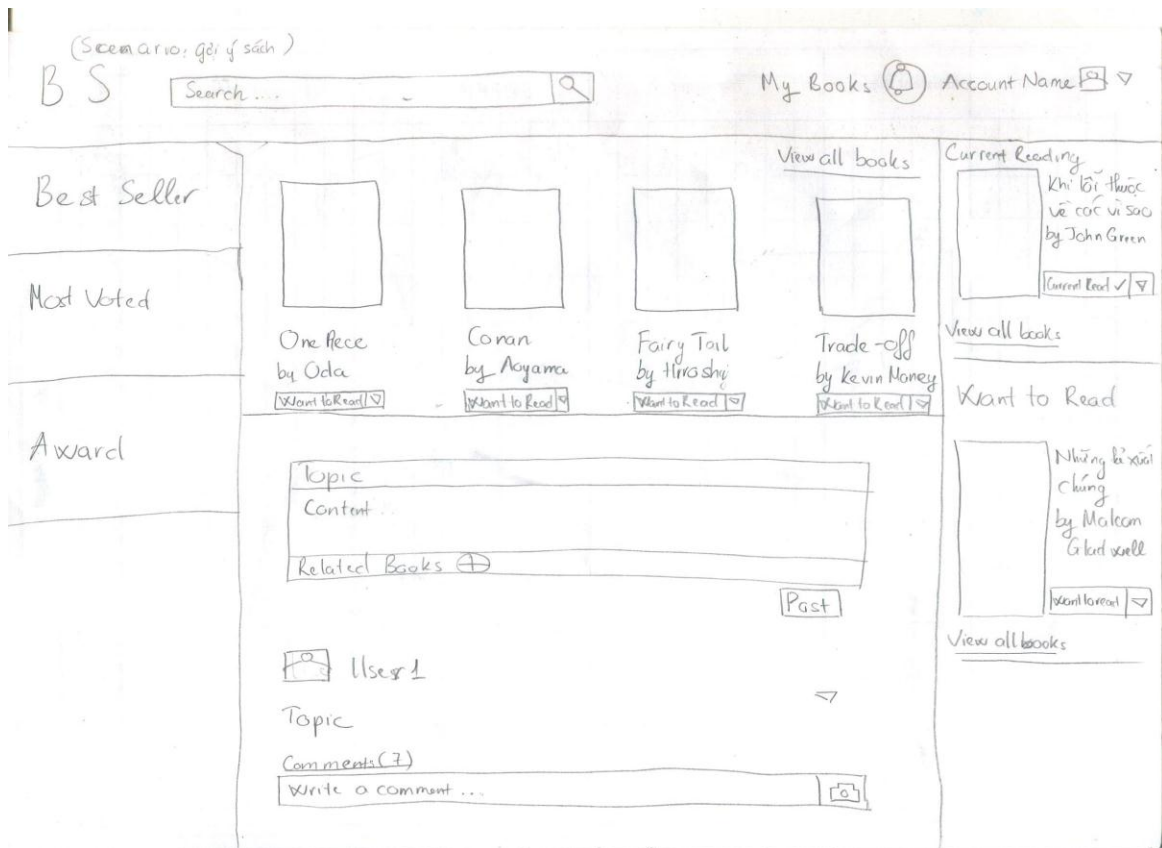 (Scenario: gợi ý sách)
B S
Search ....
My Books
Account Name
Best Seller
Most Voted
Award
View all books
One Piece
by Oda
Want to Read
Conan
by Aoyama
Want to Read
Fairy Tail
by Hiroshi
Want to Read
Trade-off
by Kevin Maney
Want to Read
Topic
Content ..
Related Books
Post
User 1
Topic
Comments (7)
Write a comment ...
Current Reading
Khi lỗi thuộc
về các vì sao
by John Green
Current Read ✓
View all books
Want to Read
Những kẻ xuất
chúng
by Malcom
Gladwell
Want to read
View all books